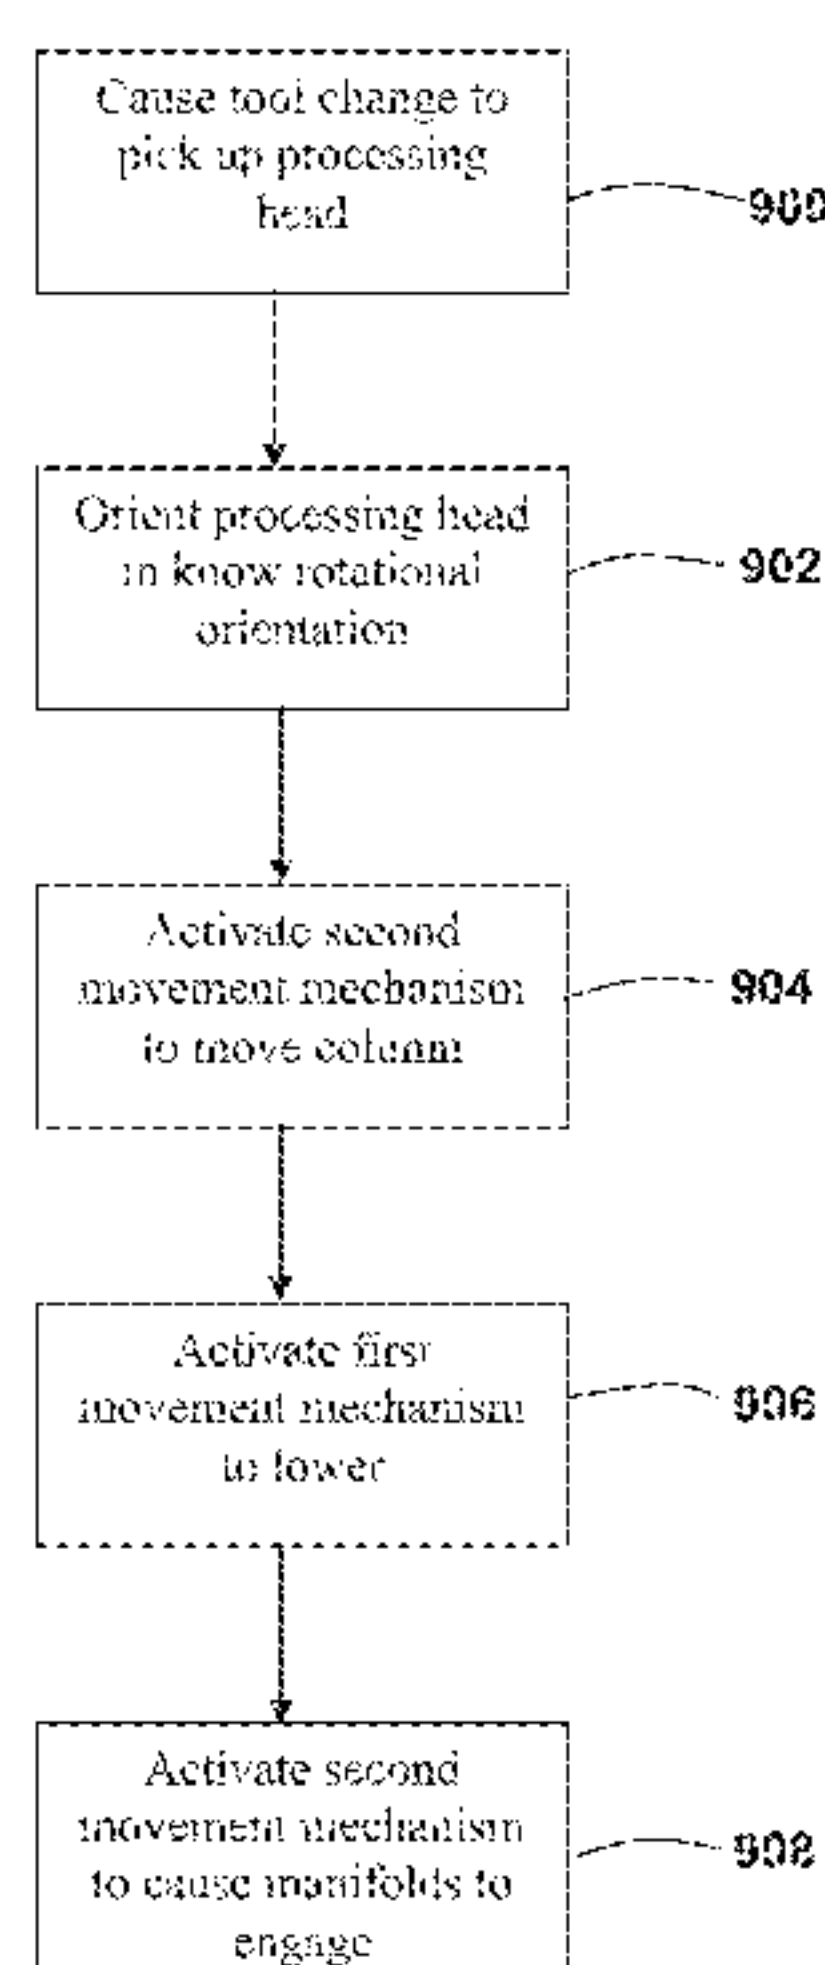 Cause tool change to
pick up processing
head
900
Orient processing head
in know rotational
orientation
902
Activate second
movement mechanism
to move column
904
Activate first
movement mechanism
to lower
906
Activate second
movement mechanism
to cause manifolds to
engage
908